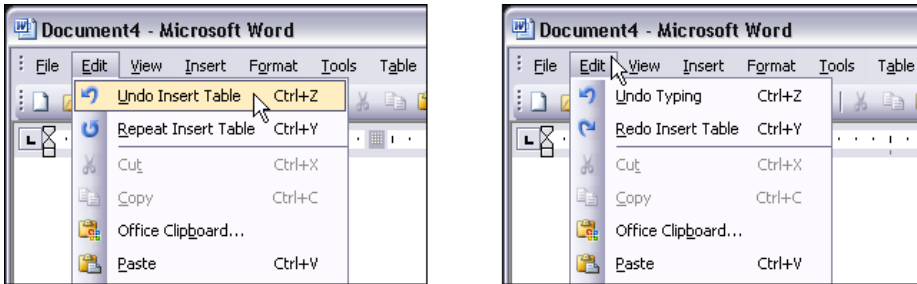 Document4 - Microsoft Word
File Edit View Insert Format Tools Table
Undo Insert Table Ctrl+Z
Repeat Insert Table Ctrl+Y
Cut Ctrl+X
Copy Ctrl+C
Office Clipboard...
Paste Ctrl+V
Document4 - Microsoft Word
File Edit View Insert Format Tools Table
Undo Typing Ctrl+Z
Redo Insert Table Ctrl+Y
Cut Ctrl+X
Copy Ctrl+C
Office Clipboard...
Paste Ctrl+V